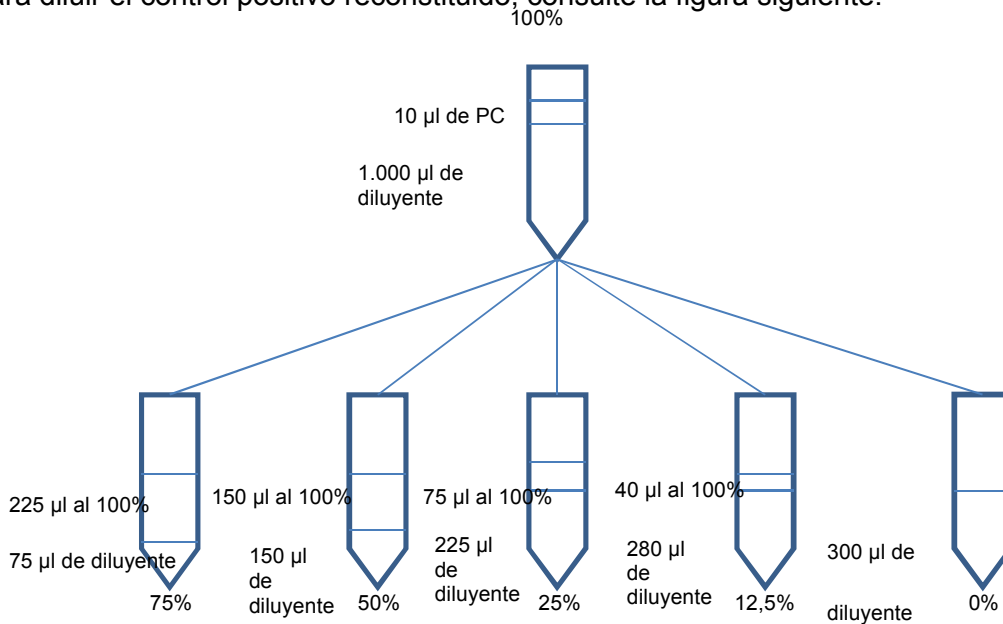 ara diluir el control positivo reconstituido, consulte la figura siguiente.
100%
10 µl de PC
1.000 µl de
diluyente
225 µl al 100%
75 µl de diluyente
75%
150 µl al 100%
150 µl
de
diluyente
50%
75 µl al 100%
225 µl
de
diluyente
25%
40 µl al 100%
280 µl
de
diluyente
12,5%
300 µl de
diluyente
0%